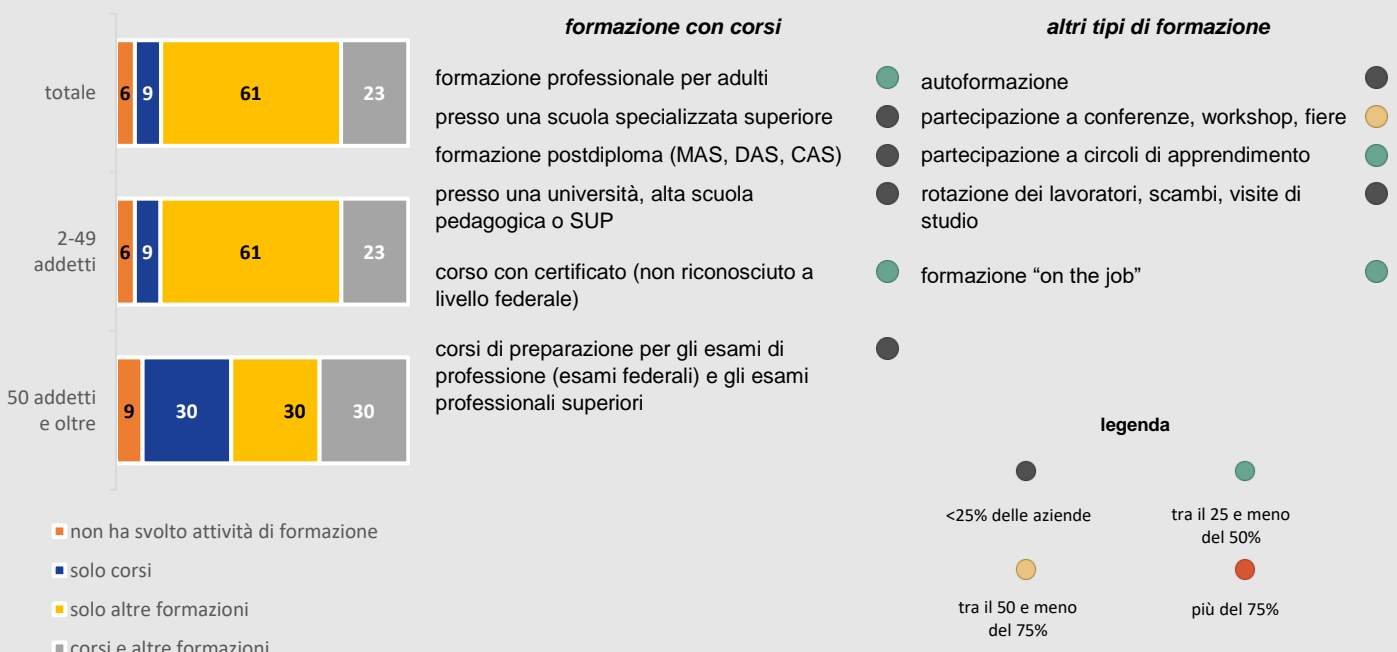 totale
6 9 61 23
2-49
addetti
6 9 61 23
50 addetti
e oltre
9 30 30 30
non ha svolto attività di formazione
solo corsi
solo altre formazioni
corsi e altre formazioni
formazione con corsi
formazione professionale per adulti
presso una scuola specializzata superiore
formazione postdiploma (MAS, DAS, CAS)
presso una università, alta scuola
pedagogica o SUP
corso con certificato (non riconosciuto a
livello federale)
corsi di preparazione per gli esami di
professione (esami federali) e gli esami
professionali superiori
altri tipi di formazione
autoformazione
partecipazione a conferenze, workshop, fiere
partecipazione a circoli di apprendimento
rotazione dei lavoratori, scambi, visite di
studio
formazione “on the job”
legenda
<25% delle aziende
tra il 25 e meno
del 50%
tra il 50 e meno
del 75%
più del 75%